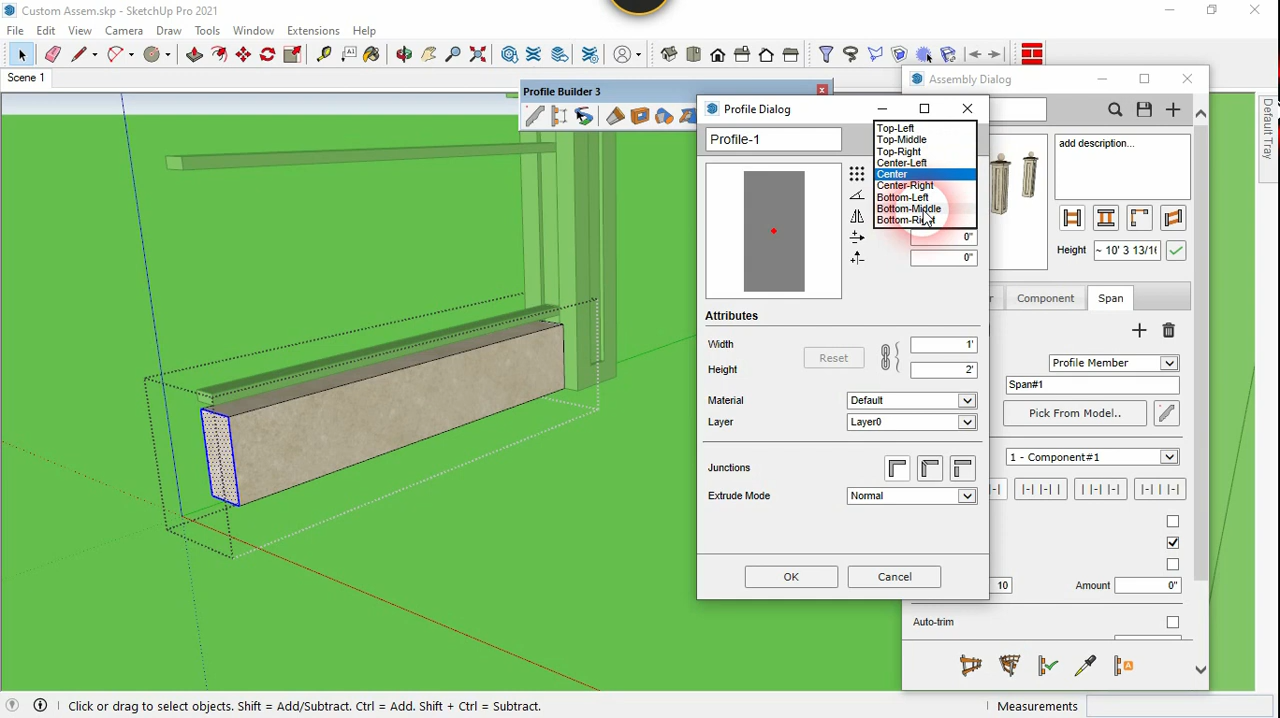 Custom Assem.skp - SketchUp Pro 2021
File Edit View Camera Draw Tools Window Extensions Help
Scene 1
Profile Builder 3
Assembly Dialog
Profile Dialog
Profile-1
Top-Left
Top-Middle
Top-Right
Center-Left
Center
Center-Right
Bottom-Left
Bottom-Middle
0"
0"
Attributes
Width 1'
Height 2'
Reset
Material Default
Layer Layer0
Junctions
Extrude Mode Normal
OK Cancel
add description...
Height ~ 10' 3 13/16
Component Span
Profile Member
Span#1
Pick From Model..
1 - Component#1
10 Amount 0"
Auto-trim
Default Tray
Click or drag to select objects. Shift = Add/Subtract. Ctrl = Add. Shift + Ctrl = Subtract.
Measurements